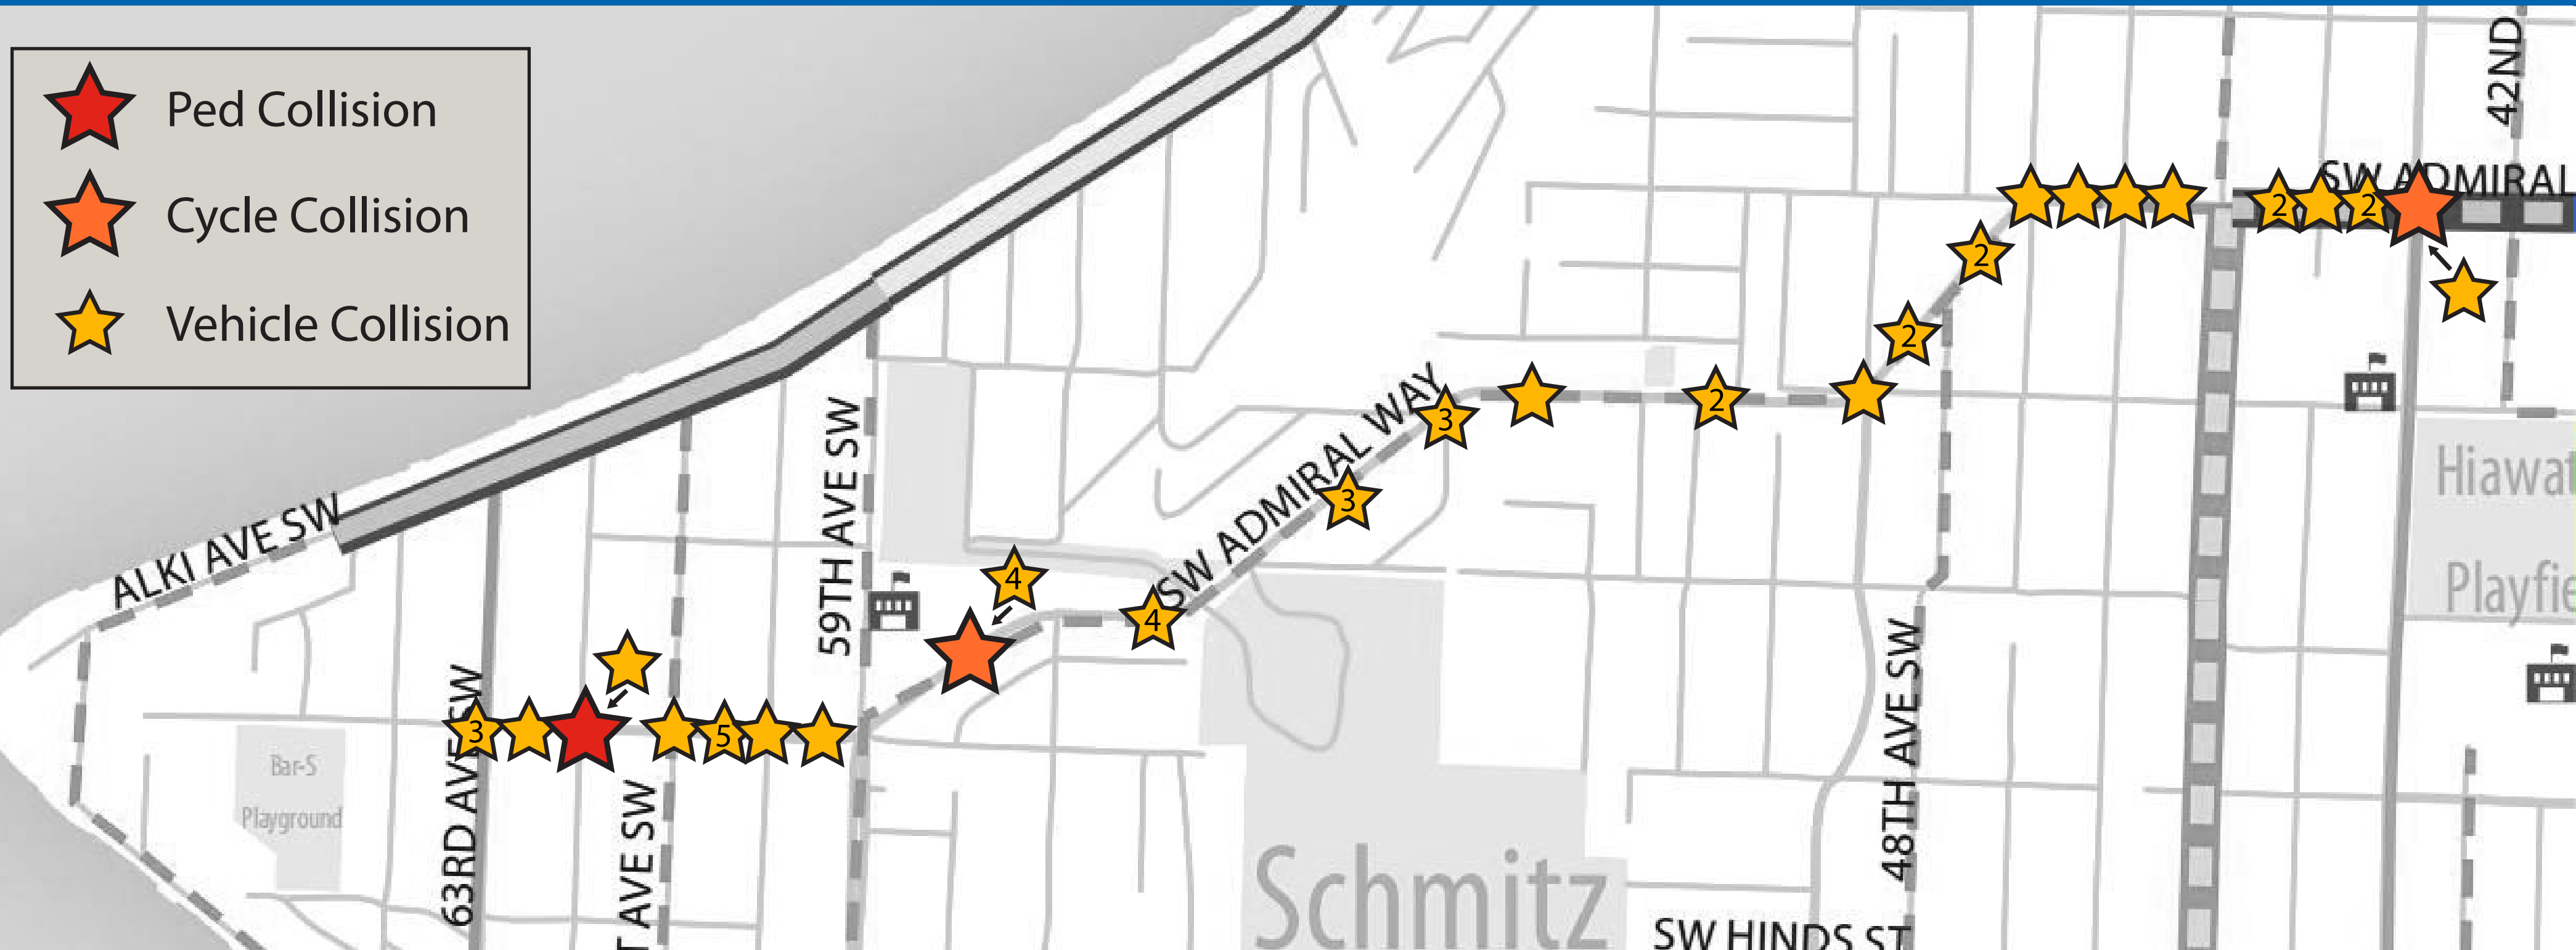 Ped Collision
Cycle Collision
Vehicle Collision
42ND
SW ADMIRAL
2
2
2
2
SW ADMIRAL WAY
3
2
3
59TH AVE SW
ALKI AVE SW
4
4
3
5
63RD AVE SW
AVE SW
48TH AVE SW
Bar-S
Playground
Schmitz
SW HINDS ST